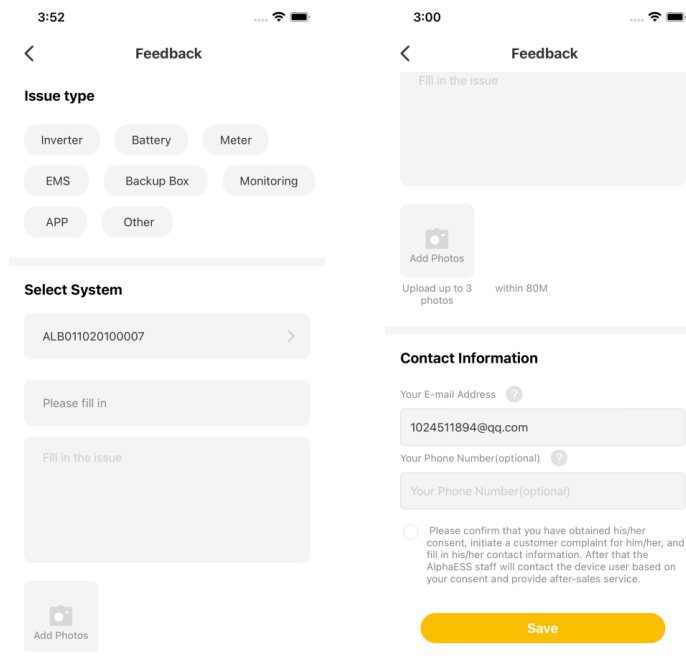 3:52
Feedback
Issue type
Inverter Battery Meter
EMS Backup Box Monitoring
APP Other
Select System
ALB011020100007
Please fill in
Fill in the issue
Add Photos
3:00
Feedback
Fill in the issue
Add Photos
Upload up to 3 within 80M
photos
Contact Information
Your E-mail Address ?
1024511894@qq.com
Your Phone Number(optional) ?
Your Phone Number(optional)
Please confirm that you have obtained his/her
consent, initiate a customer complaint for him/her, and
fill in his/her contact information. After that the
AlphaESS staff will contact the device user based on
your consent and provide after-sales service.
Save